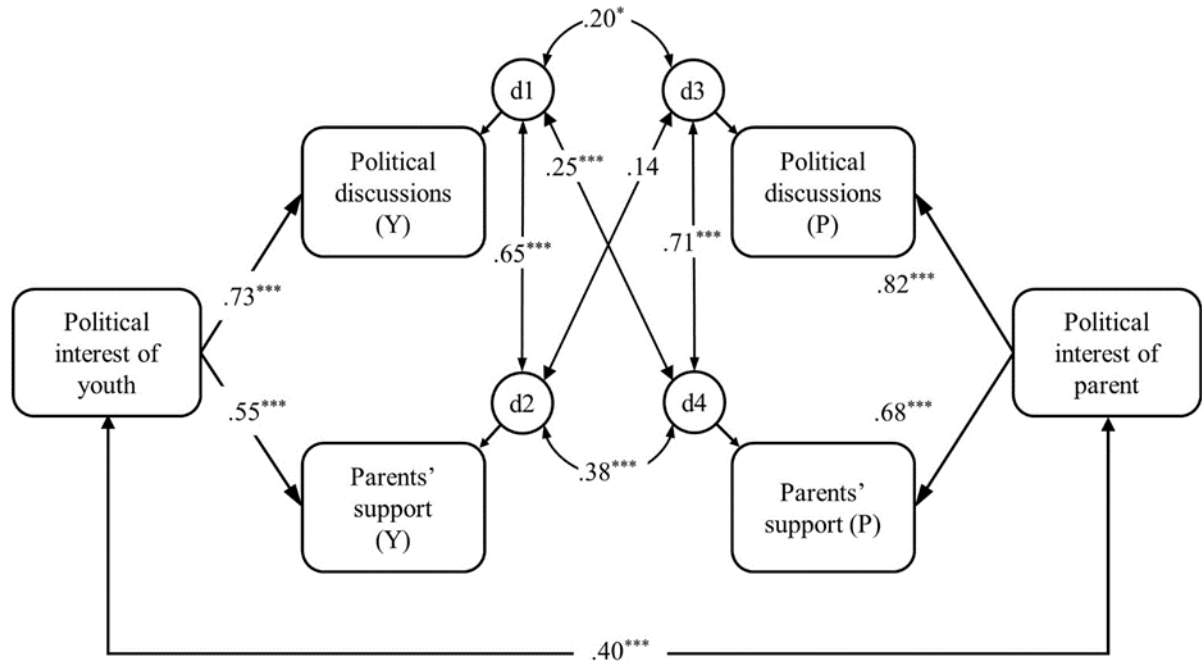 .20*
d1
d3
Political
discussions
(Y)
.25***
.14
Political
discussions
(P)
.65***
.71***
.73***
.82***
Political
interest of
youth
Political
interest of
parent
.55***
d2
d4
.68***
Parents’
support
(Y)
.38***
Parents’
support (P)
.40***